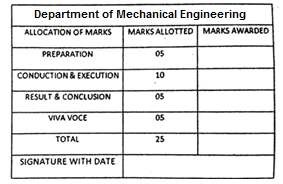 Department of Mechanical Engineering
ALLOCATION OF MARKS MARKS ALLOTTED MARKS AWARDED
PREPARATION 05
CONDUCTION & EXECUTION 10
RESULT & CONCLUSION 05
VIVA VOCE 05
TOTAL 25
SIGNATURE WITH DATE